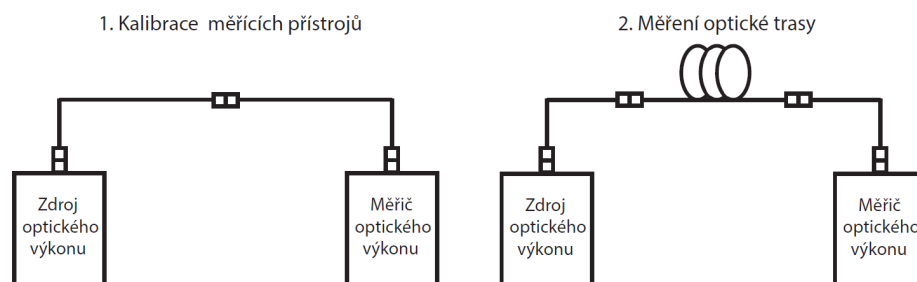 1. Kalibrace měřících přístrojů
2. Měření optické trasy
Zdroj
optického
výkonu
Měřič
optického
výkonu
Zdroj
optického
výkonu
Měřič
optického
výkonu